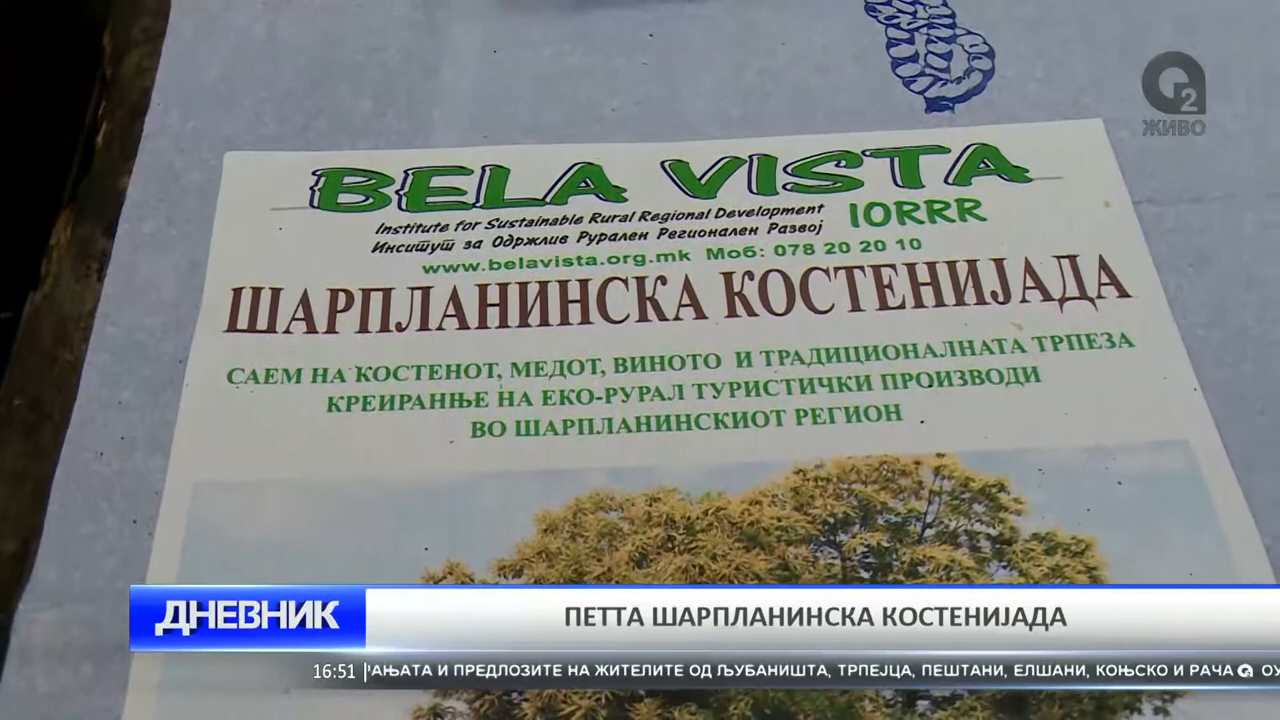 2
ЖИВО
BELA VISTA
Institute for Sustainable Rural Regional Development
IORRR
Инситут за Одржлив Рурален Регионален Развој
www.belavista.org.mk Моб: 078 20 20 10
ШАРПЛАНИНСКА КОСТЕНИЈАДА
САЕМ НА КОСТЕНОТ, МЕДОТ, ВИНОТО И ТРАДИЦИОНАЛНАТА ТРПЕЗА
КРЕИРАНЊЕ НА ЕКО-РУРАЛ ТУРИСТИЧКИ ПРОИЗВОДИ
ВО ШАРПЛАНИНСКИОТ РЕГИОН
ДНЕВНИК
ПЕТТА ШАРПЛАНИНСКА КОСТЕНИЈАДА
16:51 И ПРЕДЛОЗИТЕ НА ЖИТЕЛИТЕ ОД ЉУБАНИШТА, ТРПЕЈЦА, ПЕШТАНИ, ЕЛШАНИ, КОЊСКО И РАЧА